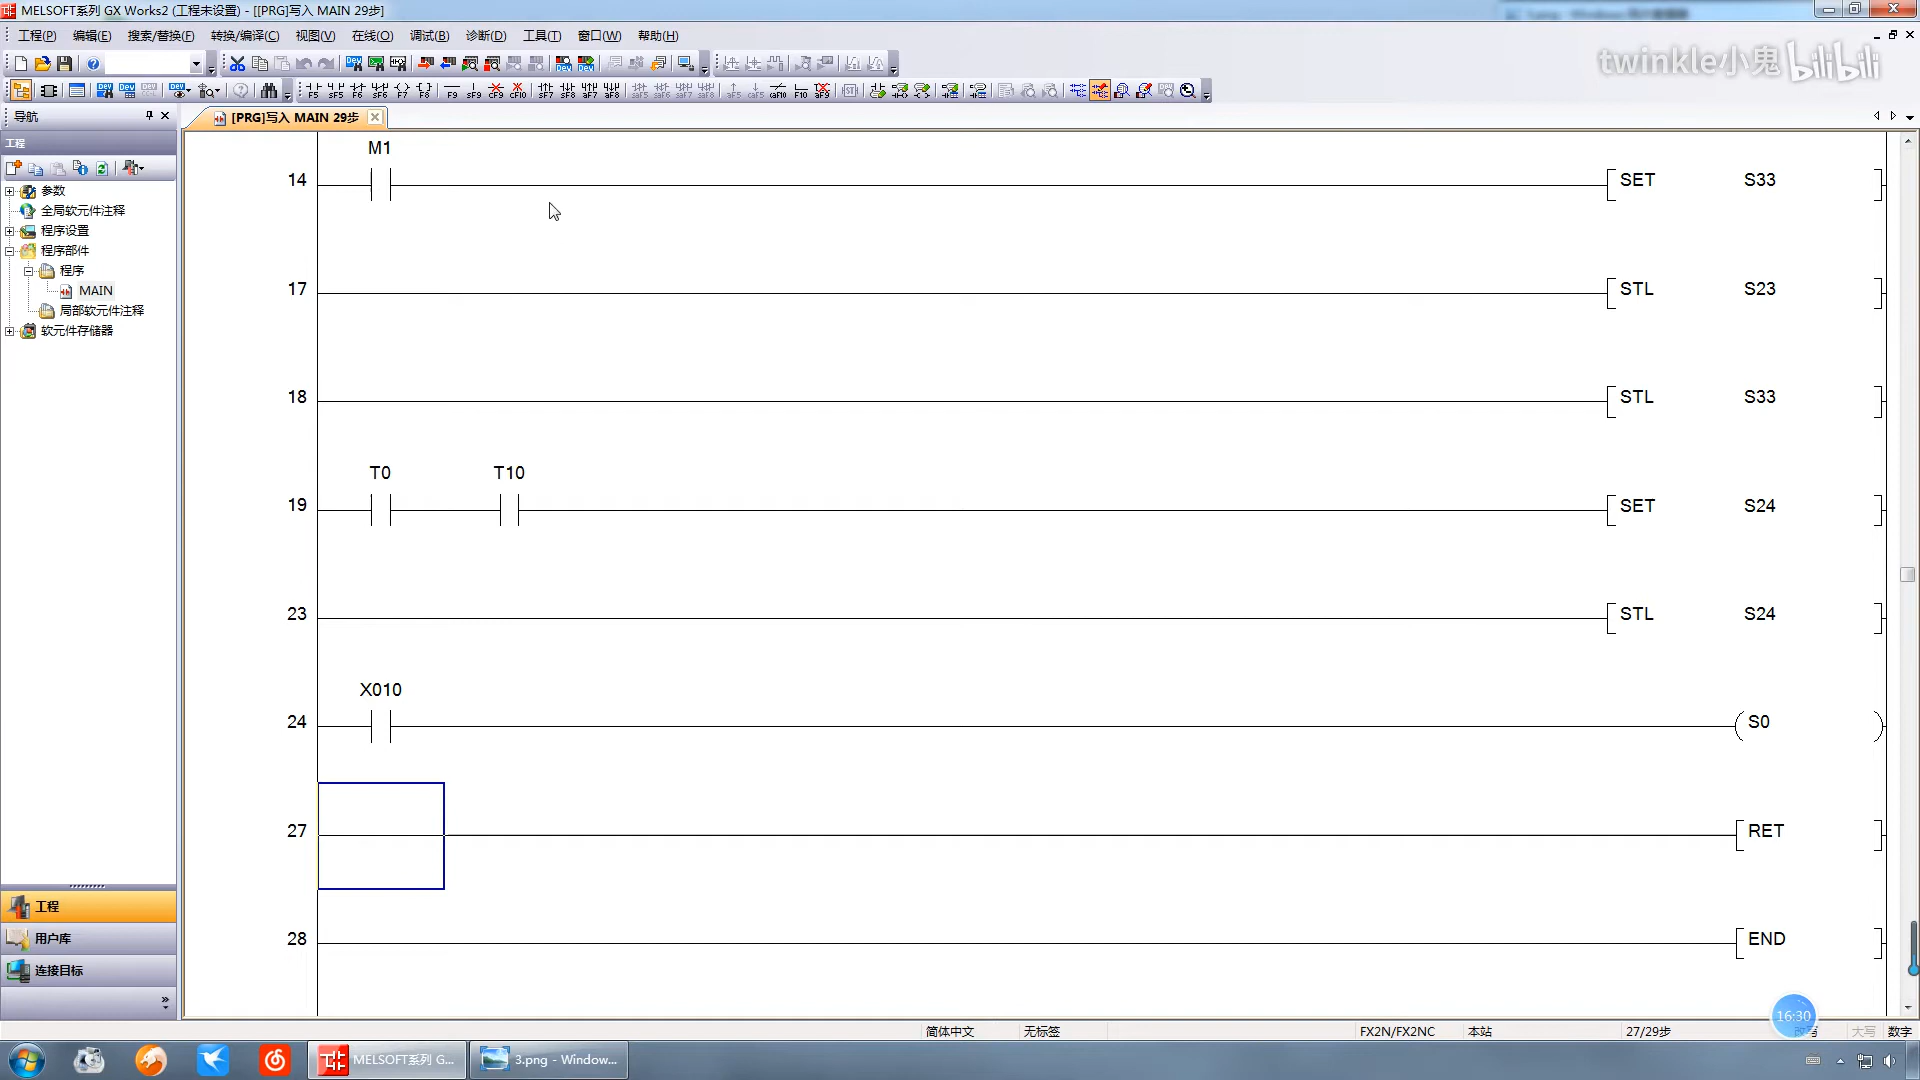 MELSOFT系列 GX Works2 (工程未设置) - [[PRG]写入 MAIN 29步]
工程(P) 编辑(E) 搜索/替换(F) 转换/编译(C) 视图(V) 在线(O) 调试(B) 诊断(D) 工具(T) 窗口(W) 帮助(H)
twinkle小鬼 bilibili
导航
[PRG]写入 MAIN 29步
工程
参数
全局软元件注释
程序设置
程序部件
程序
MAIN
局部软元件注释
软元件存储器
M1
14 SET S33
17 STL S23
18 STL S33
T0 T10
19 SET S24
23 STL S24
X010
24 S0
27 RET
28 END
工程
用户库
连接目标
简体中文 无标签 FX2N/FX2NC 本站 27/29步 改写 大写 数字
16:30
MELSOFT系列 G... 3.png - Window...